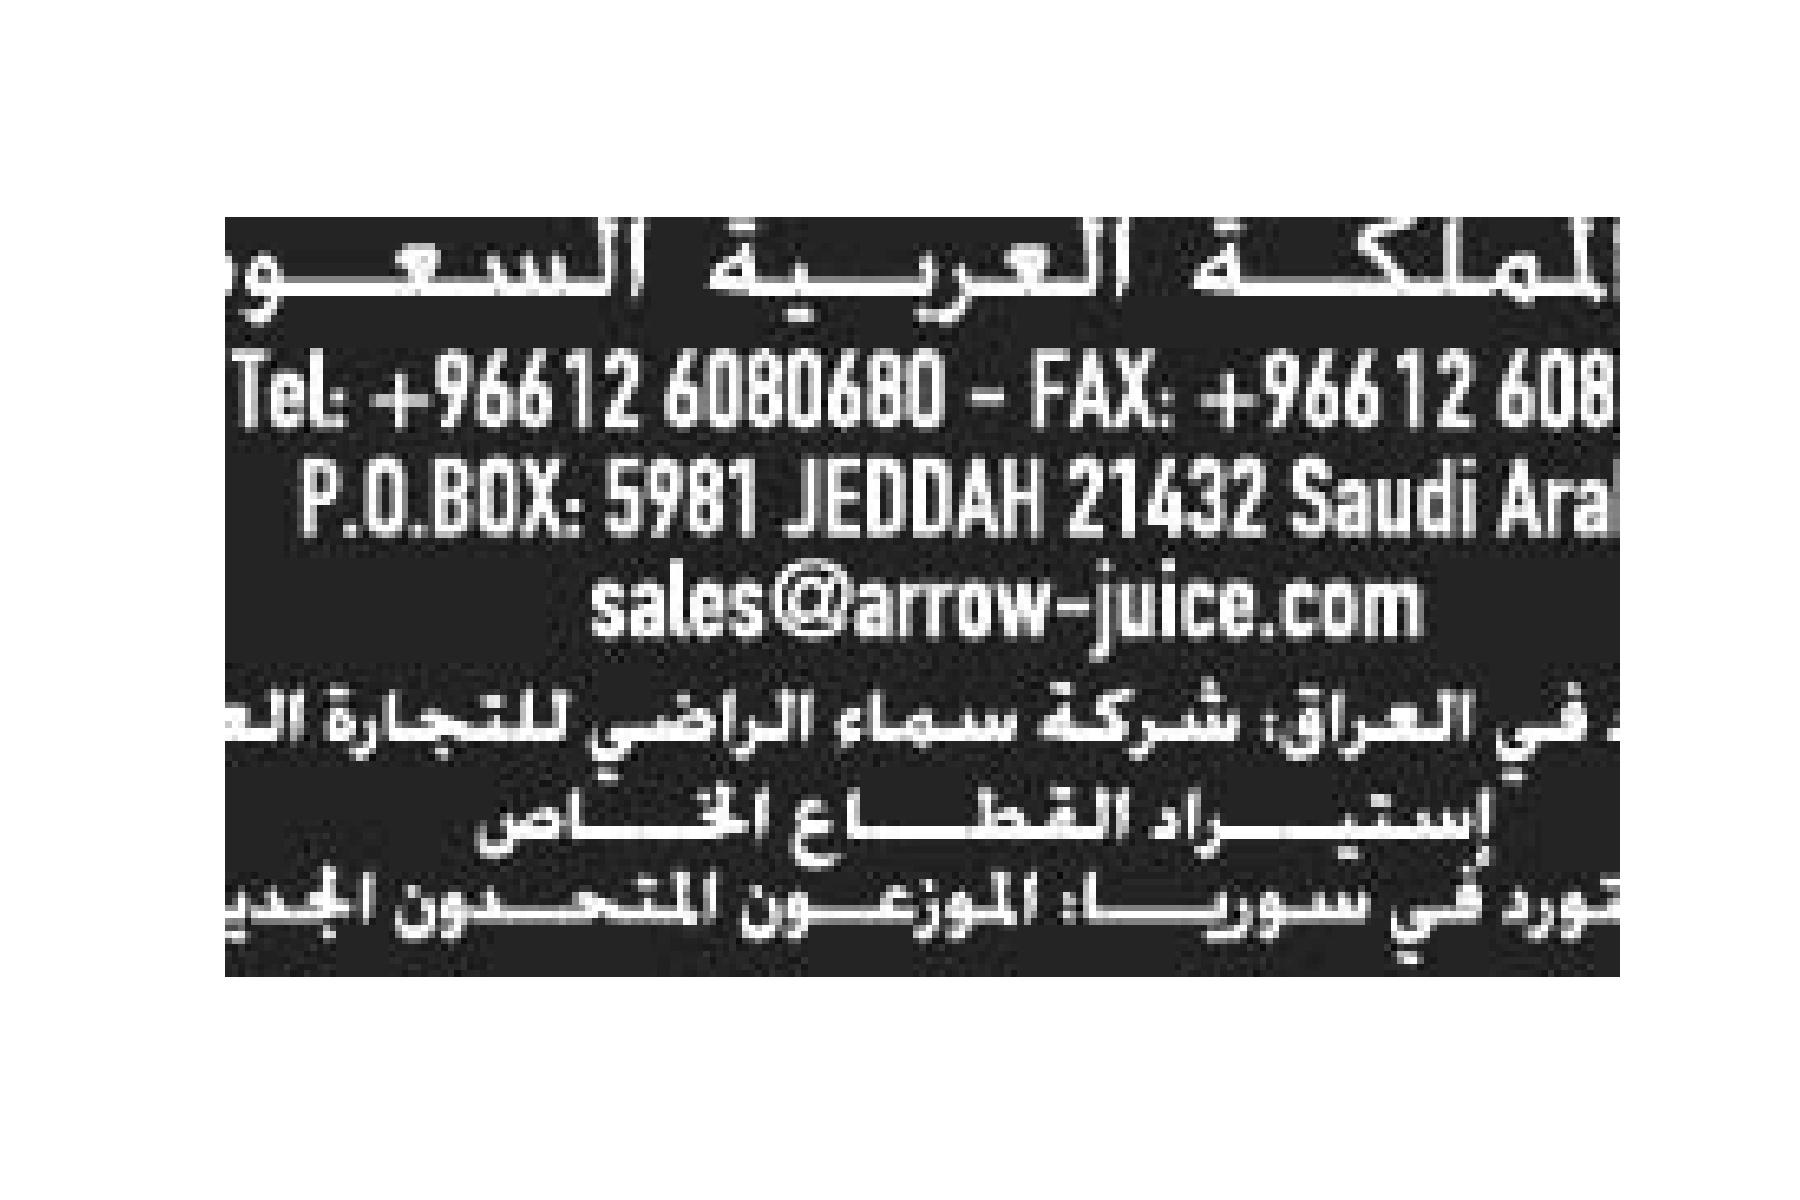 المملكة العربية السعو
Tel: +96612 6080680 – FAX: +96612 608
P.O.BOX: 5981 JEDDAH 21432 Saudi Ara
sales@arrow-juice.com
في العراق: شركة سماء الراضي للتجارة الع
إستيراد القطاع الخاص
تورد في سوريا: الموزعون المتحدون الجدي